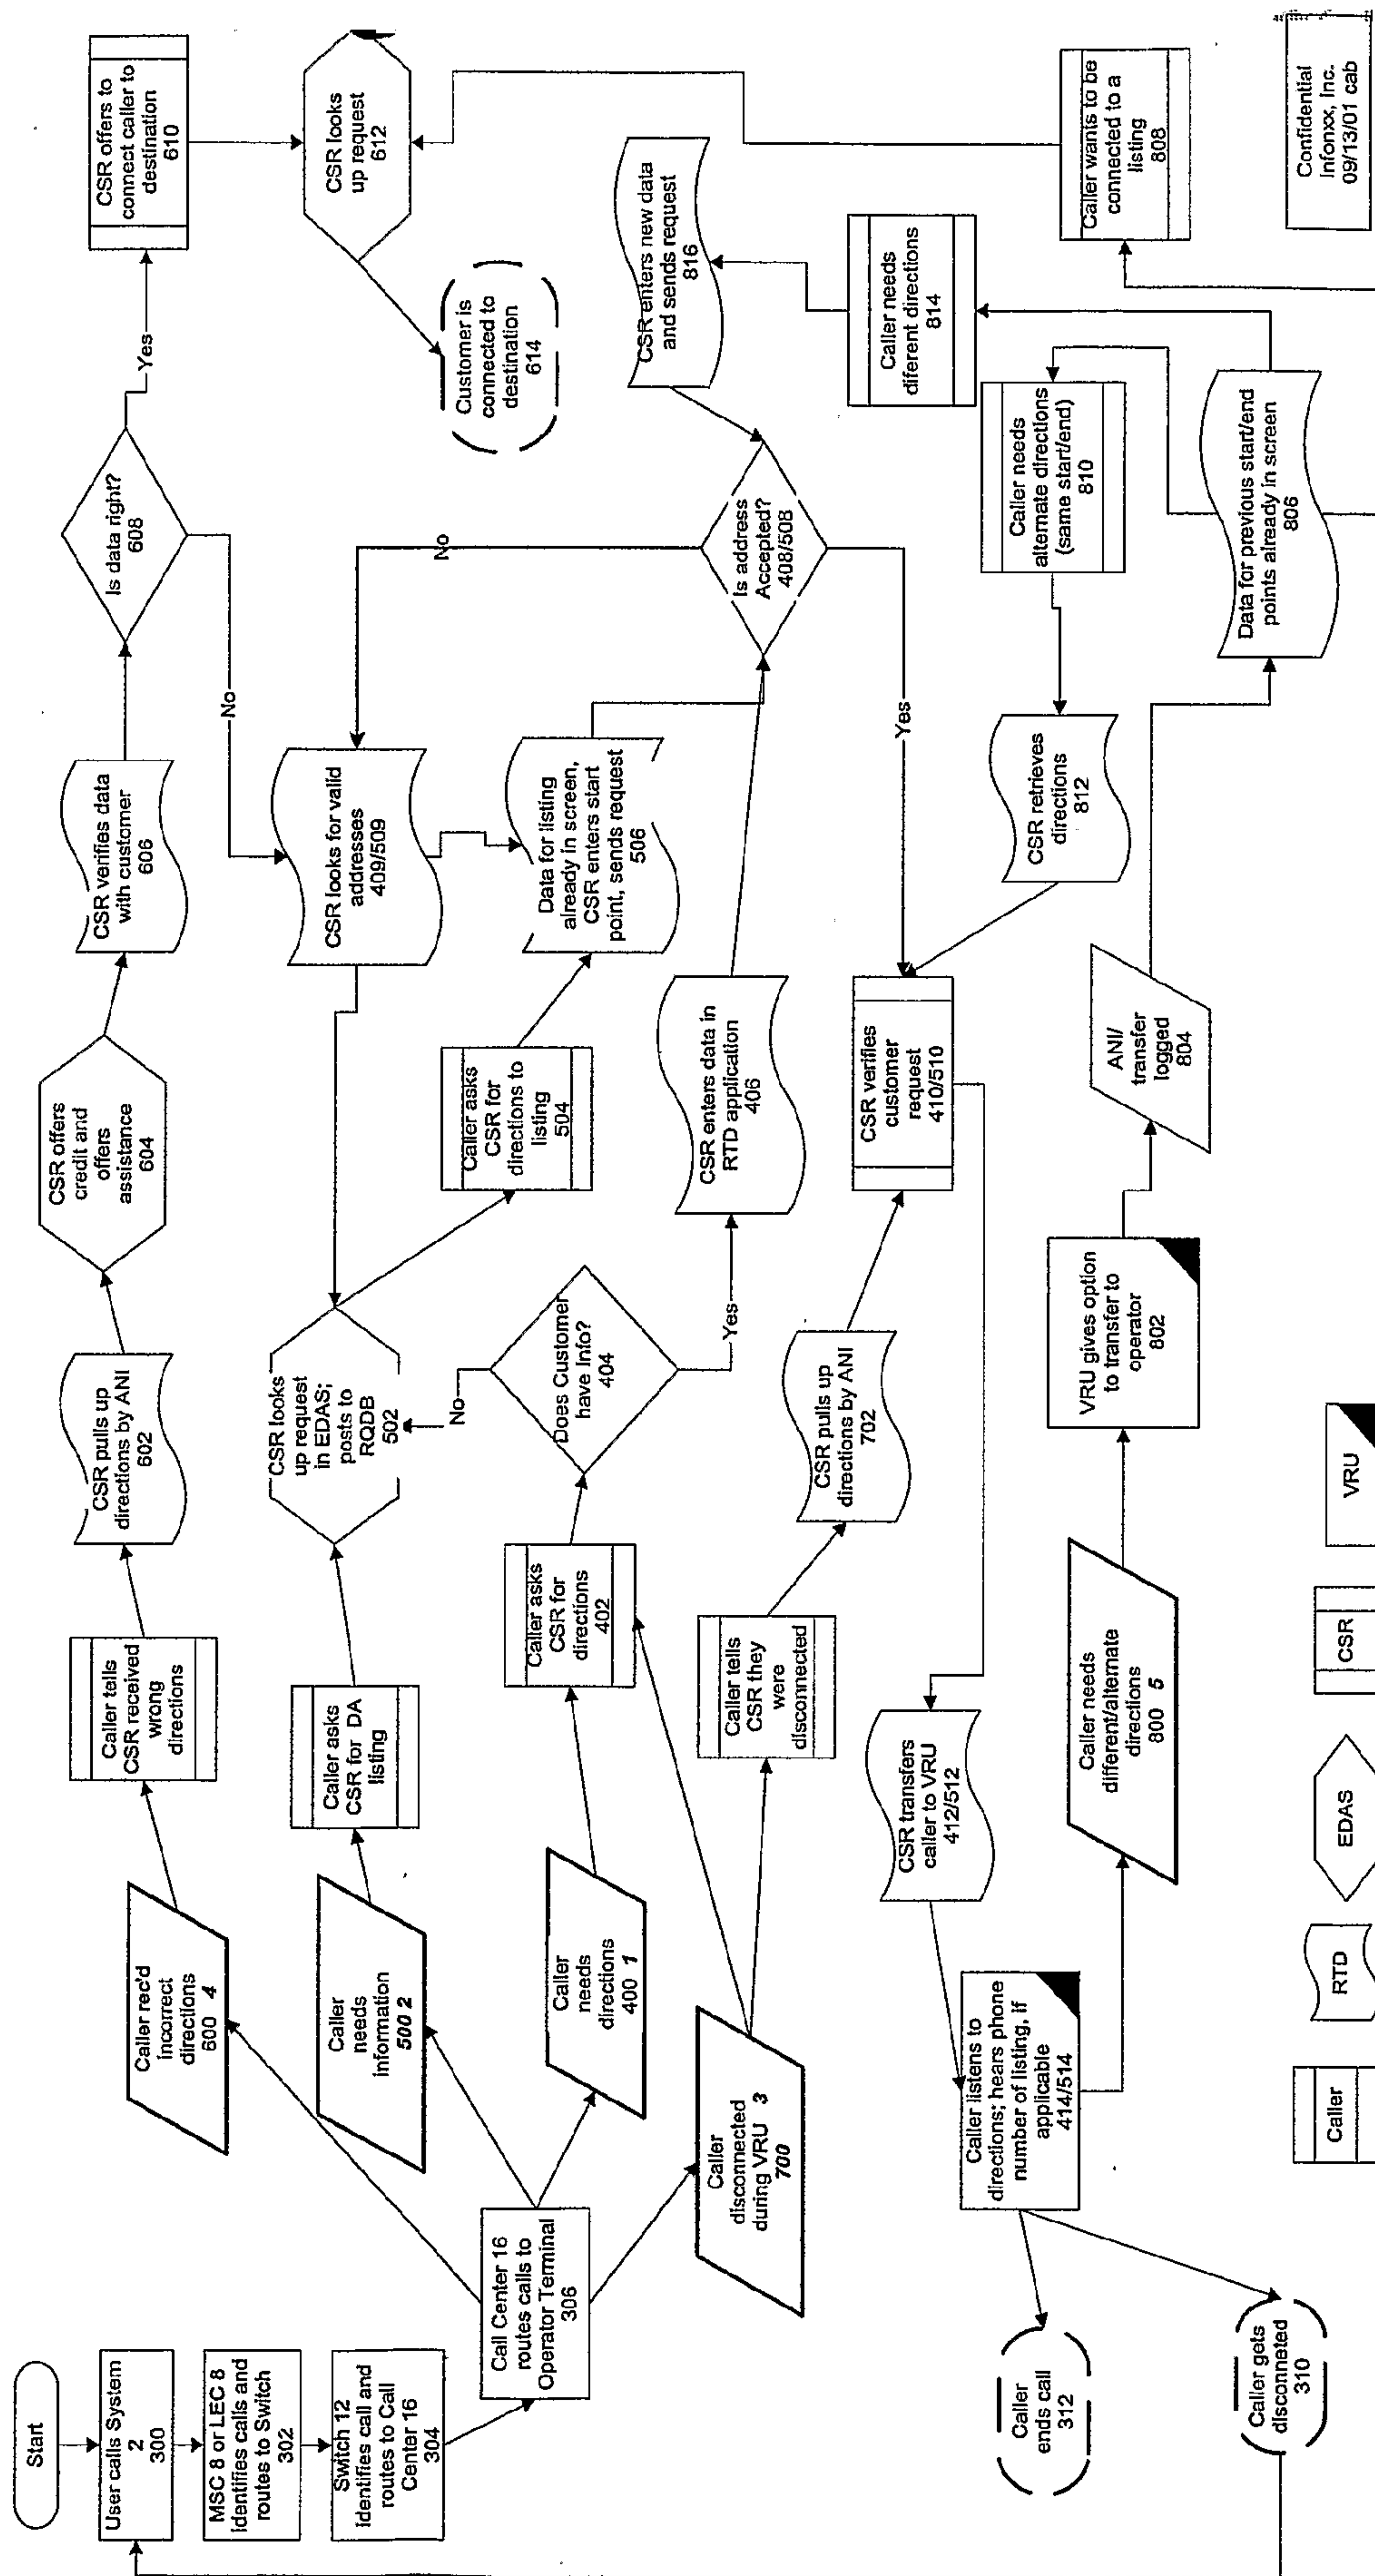 Start
User calls System
2
300
MSC 8 or LEC 8
identifies calls and
routes to Switch
302
Switch 12
identifies call and
routes to Call
Center 16
304
Call Center 16
routes calls to
Operator Terminal
306
Caller rec'd
incorrect
directions
600 4
Caller tells
CSR received
wrong
directions
CSR pulls up
directions by ANI
602
CSR offers
credit and
offers
assistance
604
CSR verifies data
with customer
606
Is data right?
608
Yes
No
CSR offers to
connect caller to
destination
610
CSR looks
up request
612
Customer is
connected to
destination
614
Caller
needs
information
500 2
Caller asks
CSR for DA
listing
CSR looks
up request
in EDAS;
posts to
RQDB
502
CSR looks for valid
addresses
409/509
Caller asks
CSR for
directions to
listing
504
Data for listing
already in screen,
CSR enters start
point, sends request
506
Caller
needs
directions
400 1
Caller asks
CSR for
directions
402
Does Customer
have Info?
404
No
Yes
CSR enters data in
RTD application
406
Is address
Accepted?
408/508
No
Yes
CSR enters new data
and sends request
816
Caller
disconnected
during VRU 3
700
Caller tells
CSR they
were
disconnected
CSR pulls up
directions by ANI
702
CSR verifies
customer
request
410/510
CSR retrieves
directions
812
Caller needs
alternate directions
(same start/end)
810
Caller needs
diferent directions
814
Caller wants to be
connected to a
listing
808
CSR transfers
caller to VRU
412/512
Caller listens to
directions; hears phone
number of listing, if
applicable
414/514
Caller needs
different/alternate
directions
800 5
VRU gives option
to transfer to
operator
802
ANI/
transfer
logged
804
Data for previous start/end
points already in screen
806
Caller
ends call
312
Caller gets
disconneted
310
Caller
RTD
EDAS
CSR
VRU
Confidential
Infonxx, Inc.
09/13/01 cab